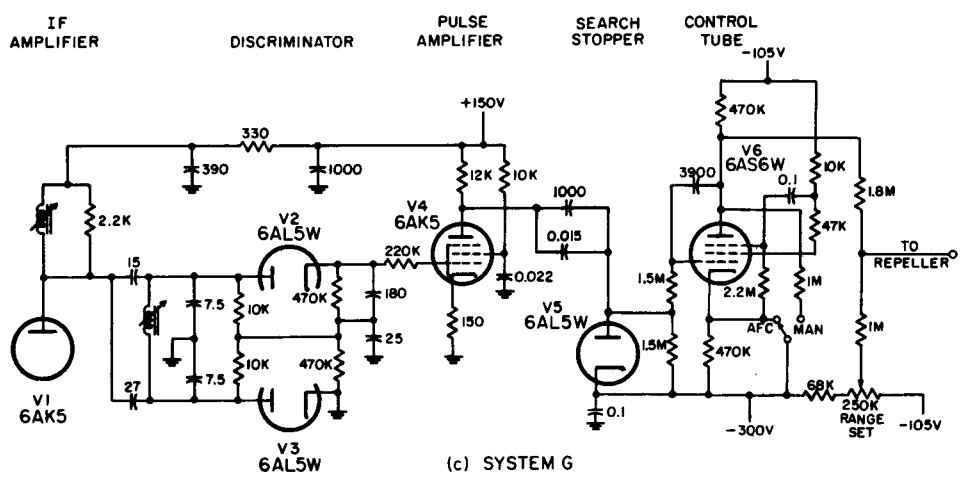 IF
AMPLIFIER
DISCRIMINATOR
PULSE
AMPLIFIER
SEARCH
STOPPER
CONTROL
TUBE
-105V
+150V
330
390
1000
2.2K
12K
10K
470K
V6
6AS6W
3900
0.1
10K
1.8M
47K
V4
6AK5
1000
0.015
V2
6AL5W
220K
15
7.5
10K
470K
180
0.022
V5
6AL5W
1.5M
2.2M
1M
TO
REPELLER
150
25
AFC
MAN
1M
V1
6AK5
27
7.5
10K
470K
1.5M
470K
68K
250K
RANGE
SET
-105V
0.1
-300V
V3
6AL5W
(c) SYSTEM G